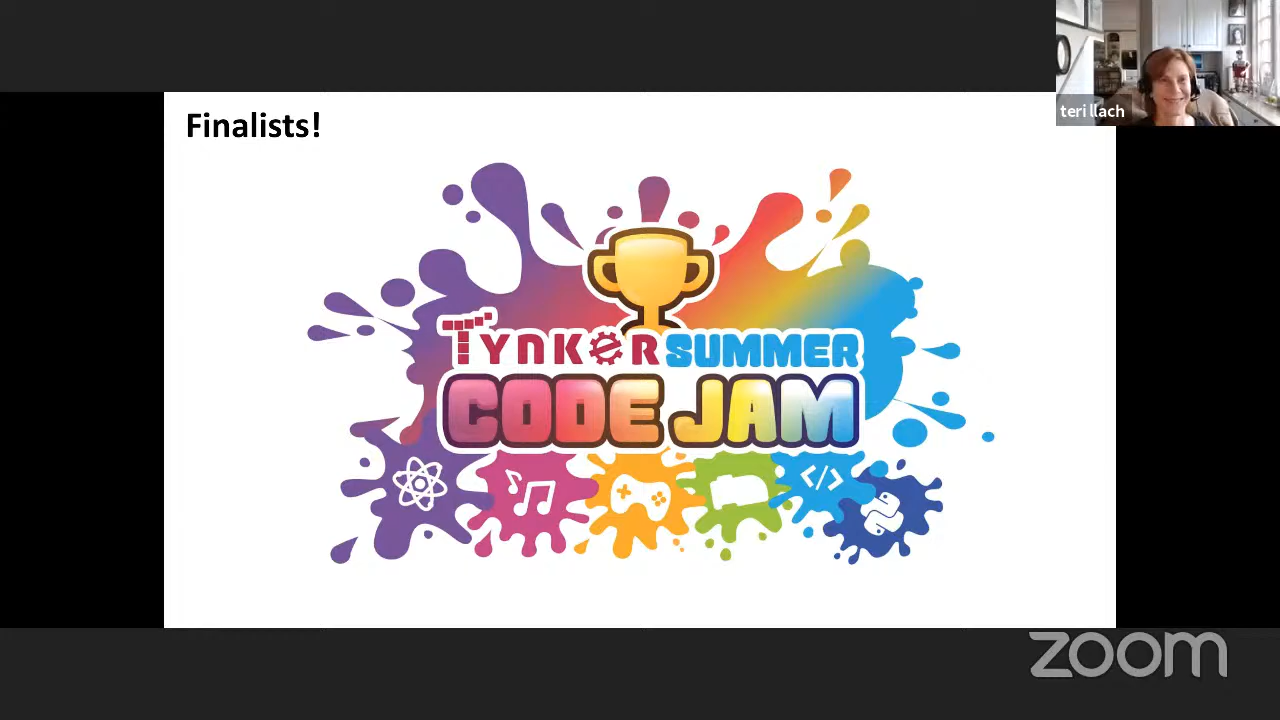 teri llach
Finalists!
TYNKER SUMMER
CODE JAM
</>
zoom